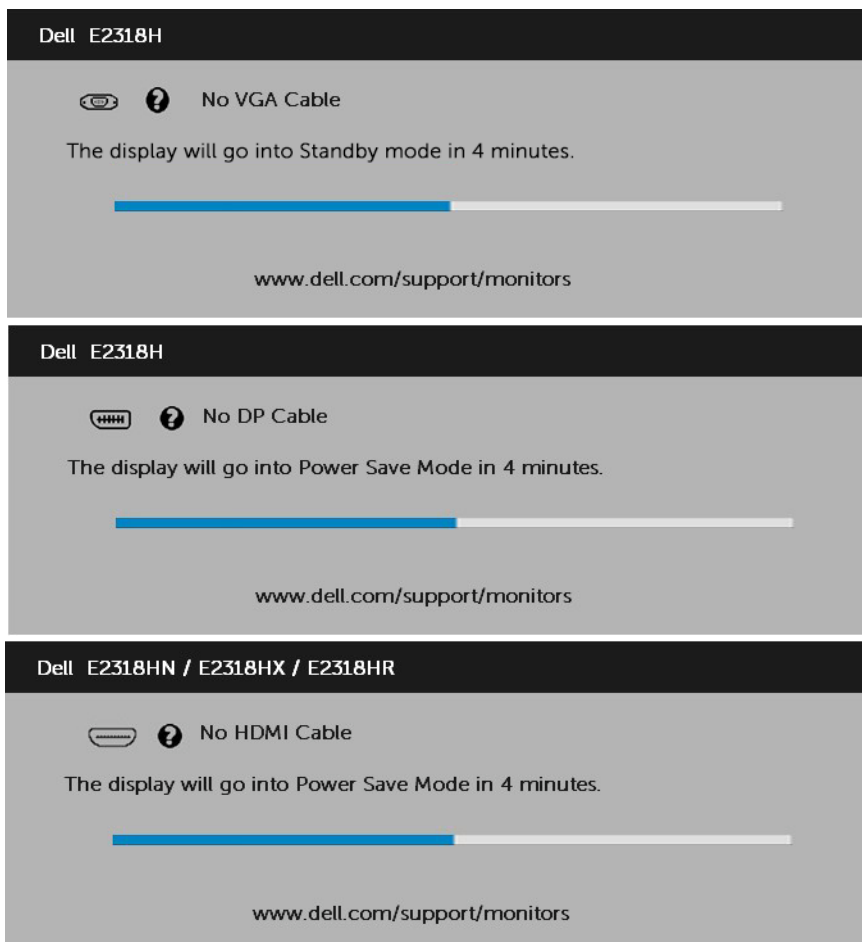 Dell E2318H
No VGA Cable
The display will go into Standby mode in 4 minutes.
www.dell.com/support/monitors
Dell E2318H
No DP Cable
The display will go into Power Save Mode in 4 minutes.
www.dell.com/support/monitors
Dell E2318HN / E2318HX / E2318HR
No HDMI Cable
The display will go into Power Save Mode in 4 minutes.
www.dell.com/support/monitors